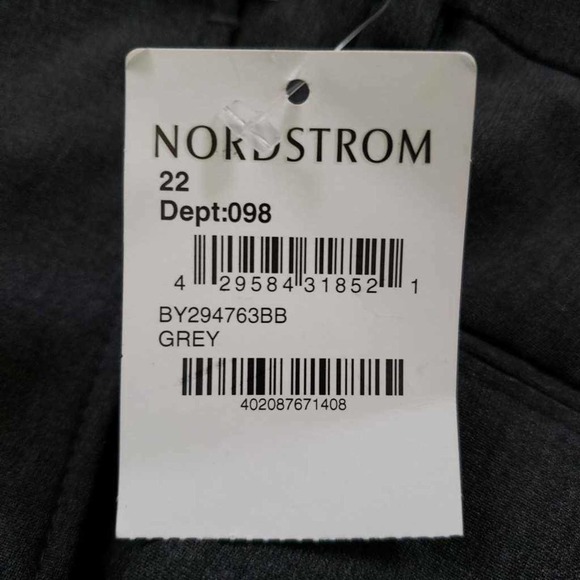 NORDSTROM
22
Dept:098
4 29584 31852 1
BY294763BB
GREY
402087671408